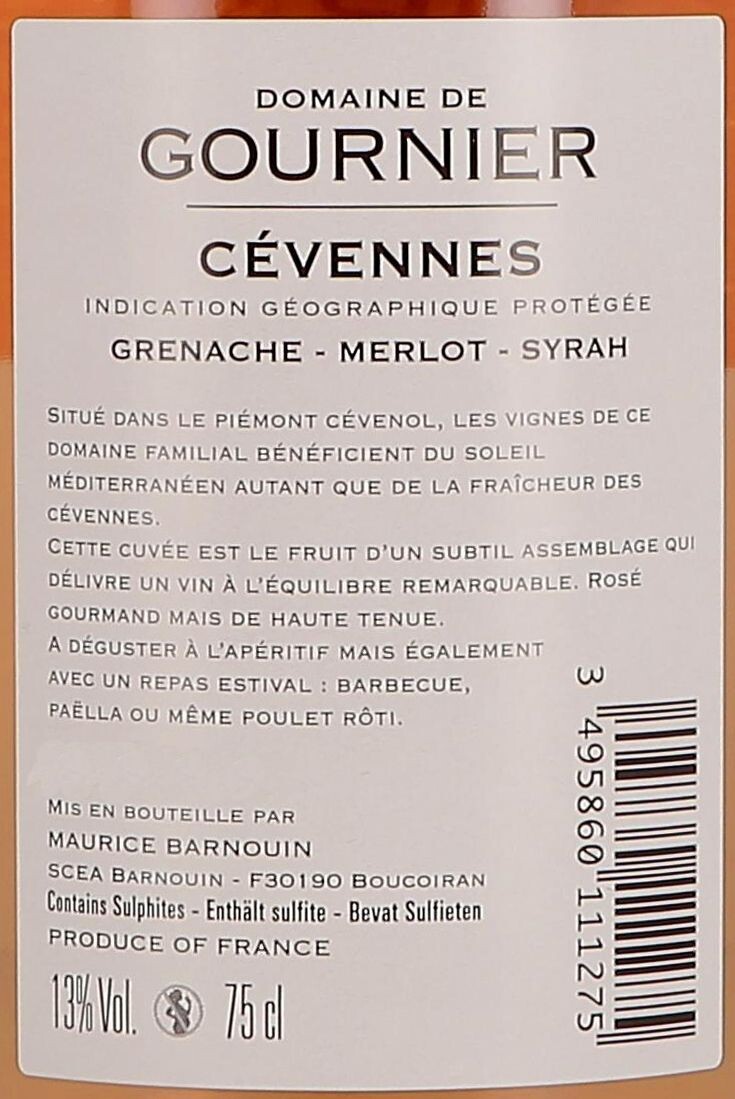 DOMAINE DE
GOURNIER
CÉVENNES
INDICATION GÉOGRAPHIQUE PROTÉGÉE
GRENACHE - MERLOT - SYRAH
SITUÉ DANS LE PIÉMONT CÉVENOL, LES VIGNES DE CE
DOMAINE FAMILIAL BÉNÉFICIENT DU SOLEIL
MÉDITERRANÉEN AUTANT QUE DE LA FRAÎCHEUR DES
CÉVENNES.
CETTE CUVÉE EST LE FRUIT D'UN SUBTIL ASSEMBLAGE QUI
DÉLIVRE UN VIN À L'ÉQUILIBRE REMARQUABLE. ROSÉ
GOURMAND MAIS DE HAUTE TENUE.
A DÉGUSTER À L'APÉRITIF MAIS ÉGALEMENT
AVEC UN REPAS ESTIVAL : BARBECUE,
PAËLLA OU MÊME POULET RÔTI.
MIS EN BOUTEILLE PAR
MAURICE BARNOUIN
SCEA BARNOUIN - F30190 BOUCOIRAN
Contains Sulphites - Enthält sulfite - Bevat Sulfieten
PRODUCE OF FRANCE
13% Vol. 75 cl
3 495860 111275